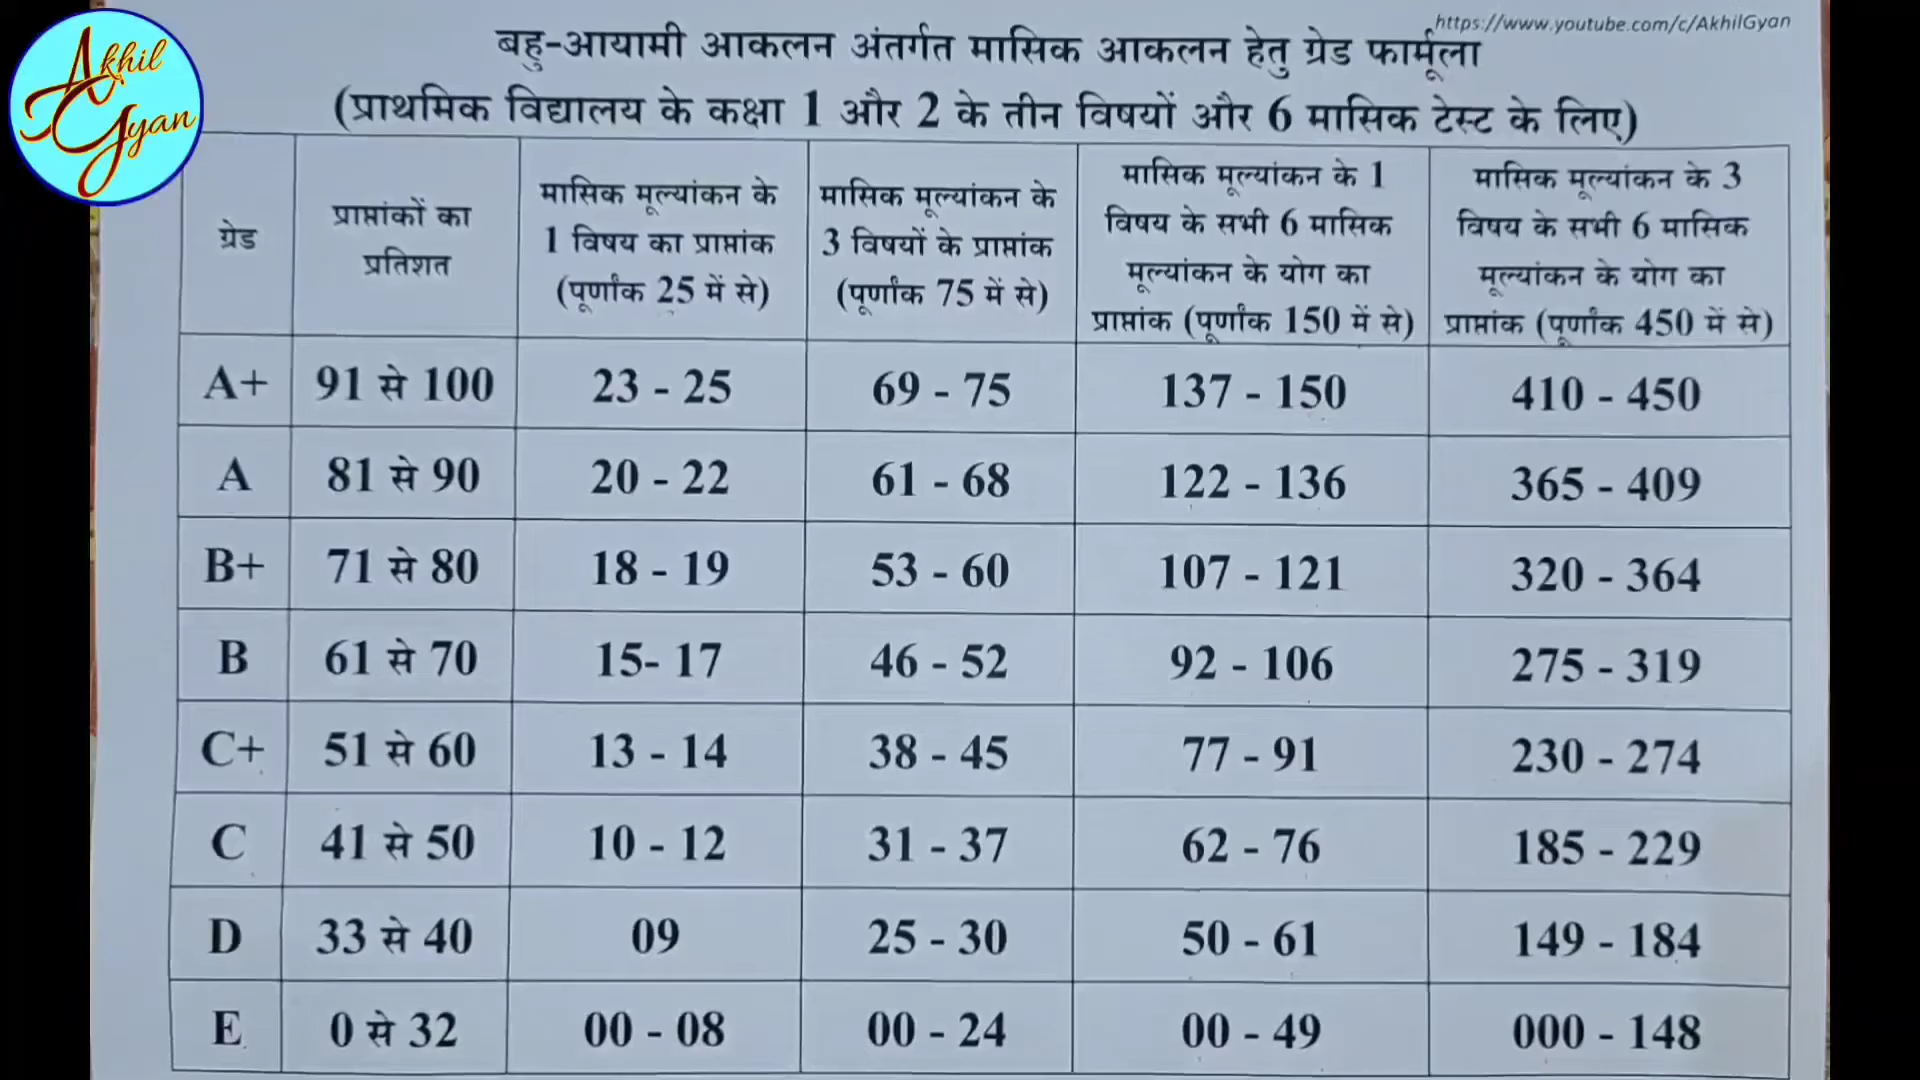 Akhil
Gyan
https://www.youtube.com/c/AkhilGyan
बहु-आयामी आकलन अंतर्गत मासिक आकलन हेतु ग्रेड फार्मूला
(प्राथमिक विद्यालय के कक्षा 1 और 2 के तीन विषयों और 6 मासिक टेस्ट के लिए)
ग्रेड
प्राप्तांकों का
प्रतिशत
मासिक मूल्यांकन के
1 विषय का प्राप्तांक
(पूर्णांक 25 में से)
मासिक मूल्यांकन के
3 विषयों के प्राप्तांक
(पूर्णांक 75 में से)
मासिक मूल्यांकन के 1
विषय के सभी 6 मासिक
मूल्यांकन के योग का
प्राप्तांक (पूर्णांक 150 में से)
मासिक मूल्यांकन के 3
विषय के सभी 6 मासिक
मूल्यांकन के योग का
प्राप्तांक (पूर्णांक 450 में से)
A+ 91 से 100 23 - 25 69 - 75 137 - 150 410 - 450
A 81 से 90 20 - 22 61 - 68 122 - 136 365 - 409
B+ 71 से 80 18 - 19 53 - 60 107 - 121 320 - 364
B 61 से 70 15- 17 46 - 52 92 - 106 275 - 319
C+ 51 से 60 13 - 14 38 - 45 77 - 91 230 - 274
C 41 से 50 10 - 12 31 - 37 62 - 76 185 - 229
D 33 से 40 09 25 - 30 50 - 61 149 - 184
E 0 से 32 00 - 08 00 - 24 00 - 49 000 - 148